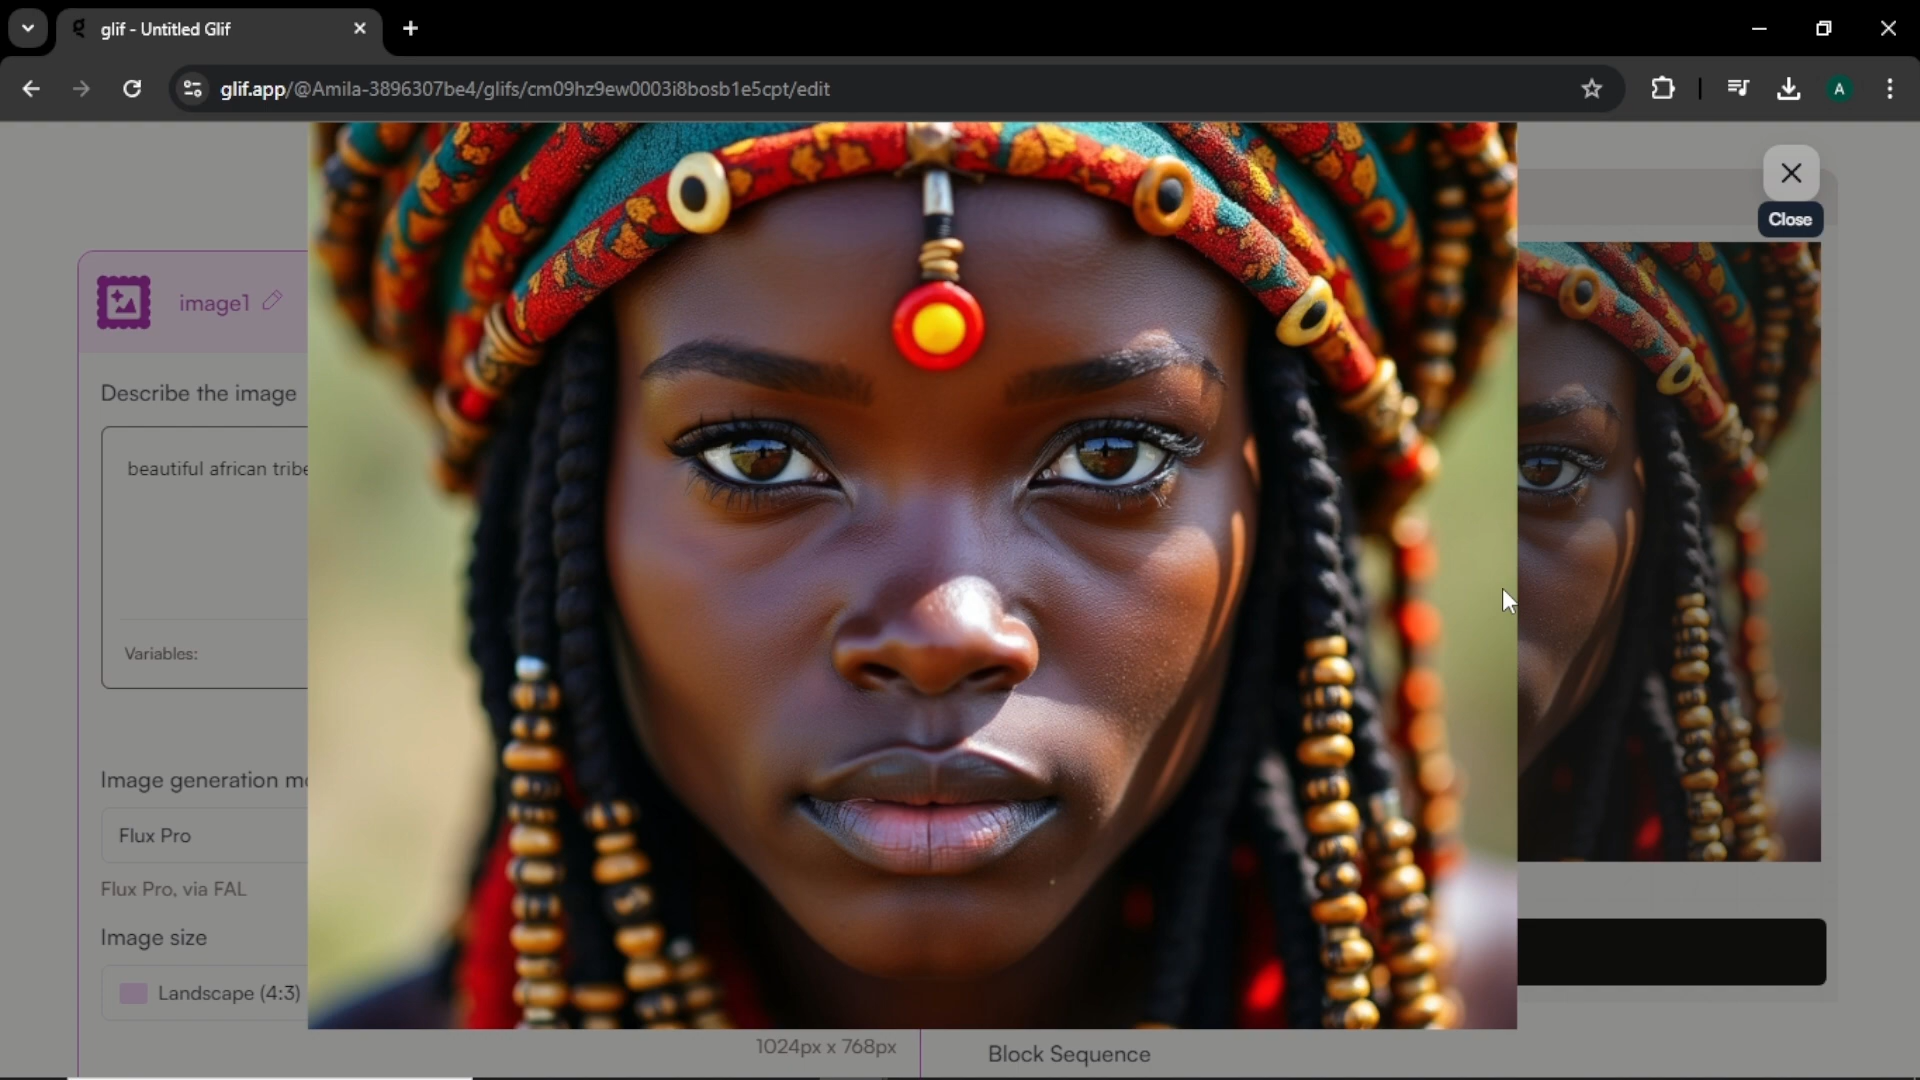 glif - Untitled Glif
glif.app/@Amila-3896307be4/glifs/cm09hz9ew0003i8bosb1e5cpt/edit
A
Close
image1
Describe the image
beautiful african tribe
Variables:
Image generation
Flux Pro
Flux Pro, via FAL
Image size
Landscape (4:3)
1024px x 768px
Block Sequence